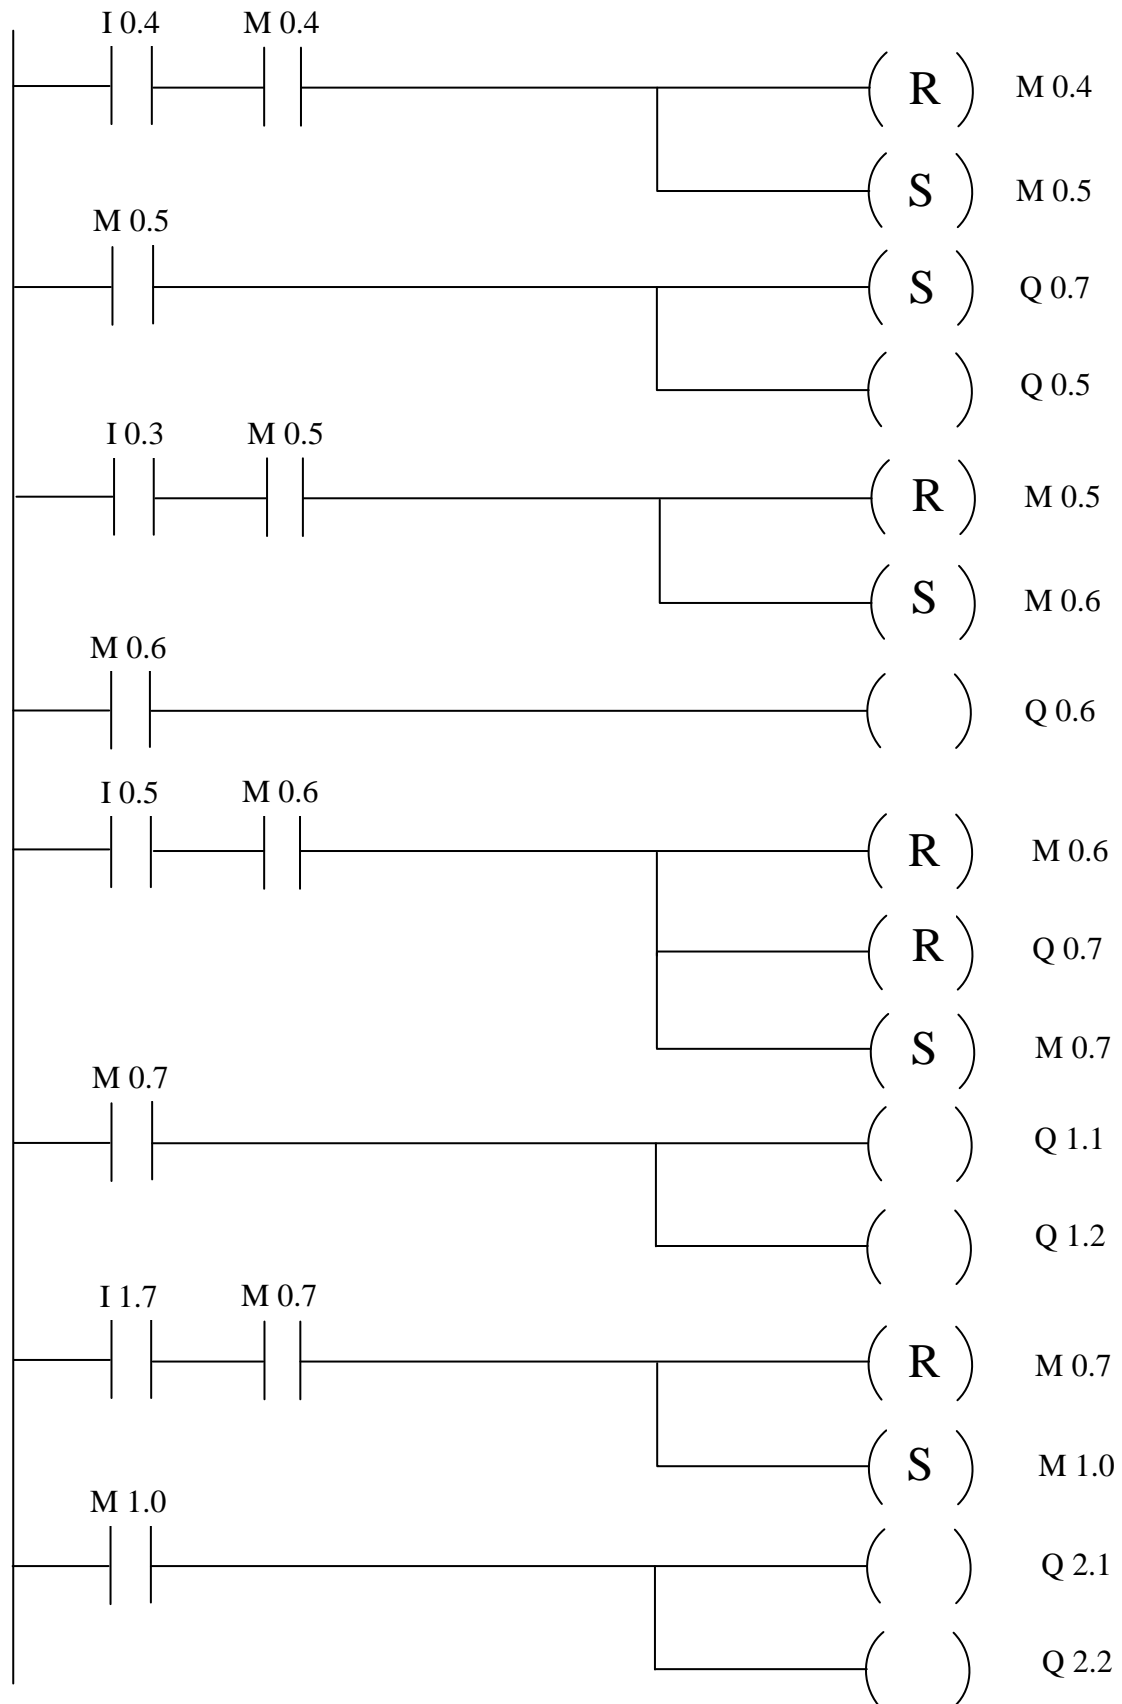 I 0.4 M 0.4
R M 0.4
S M 0.5
M 0.5
S Q 0.7
Q 0.5
I 0.3 M 0.5
R M 0.5
S M 0.6
M 0.6
Q 0.6
I 0.5 M 0.6
R M 0.6
R Q 0.7
S M 0.7
M 0.7
Q 1.1
Q 1.2
I 1.7 M 0.7
R M 0.7
S M 1.0
M 1.0
Q 2.1
Q 2.2